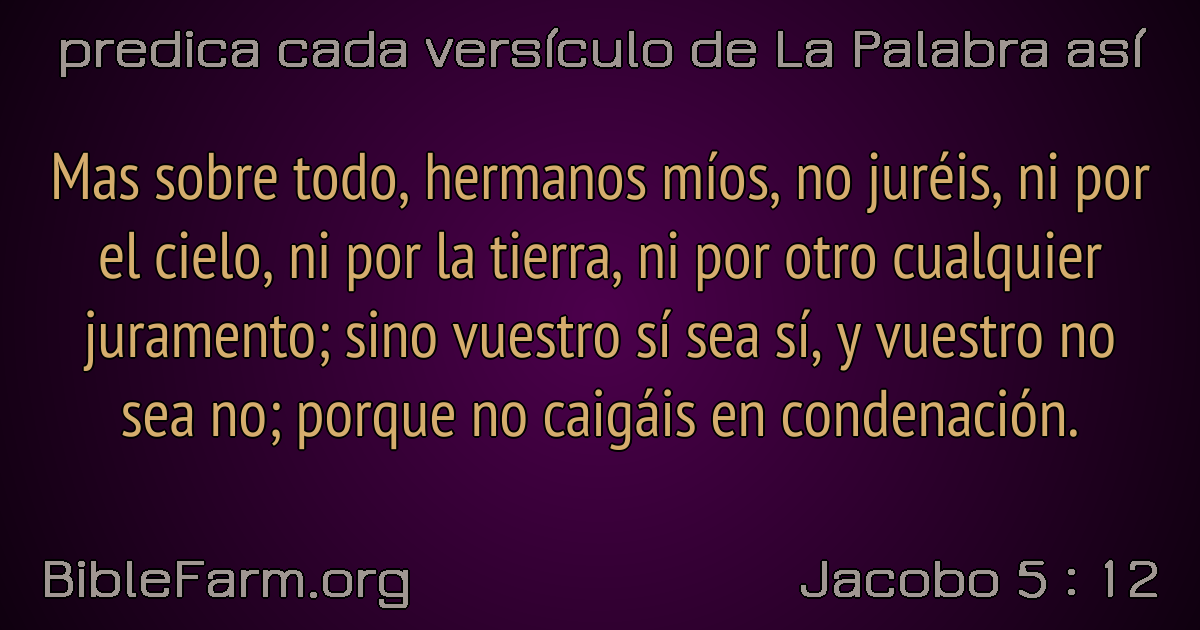 predica cada versículo de La Palabra así
Mas sobre todo, hermanos míos, no juréis, ni por
el cielo, ni por la tierra, ni por otro cualquier
juramento; sino vuestro sí sea sí, y vuestro no
sea no; porque no caigáis en condenación.
BibleFarm.org
Jacobo 5 : 12